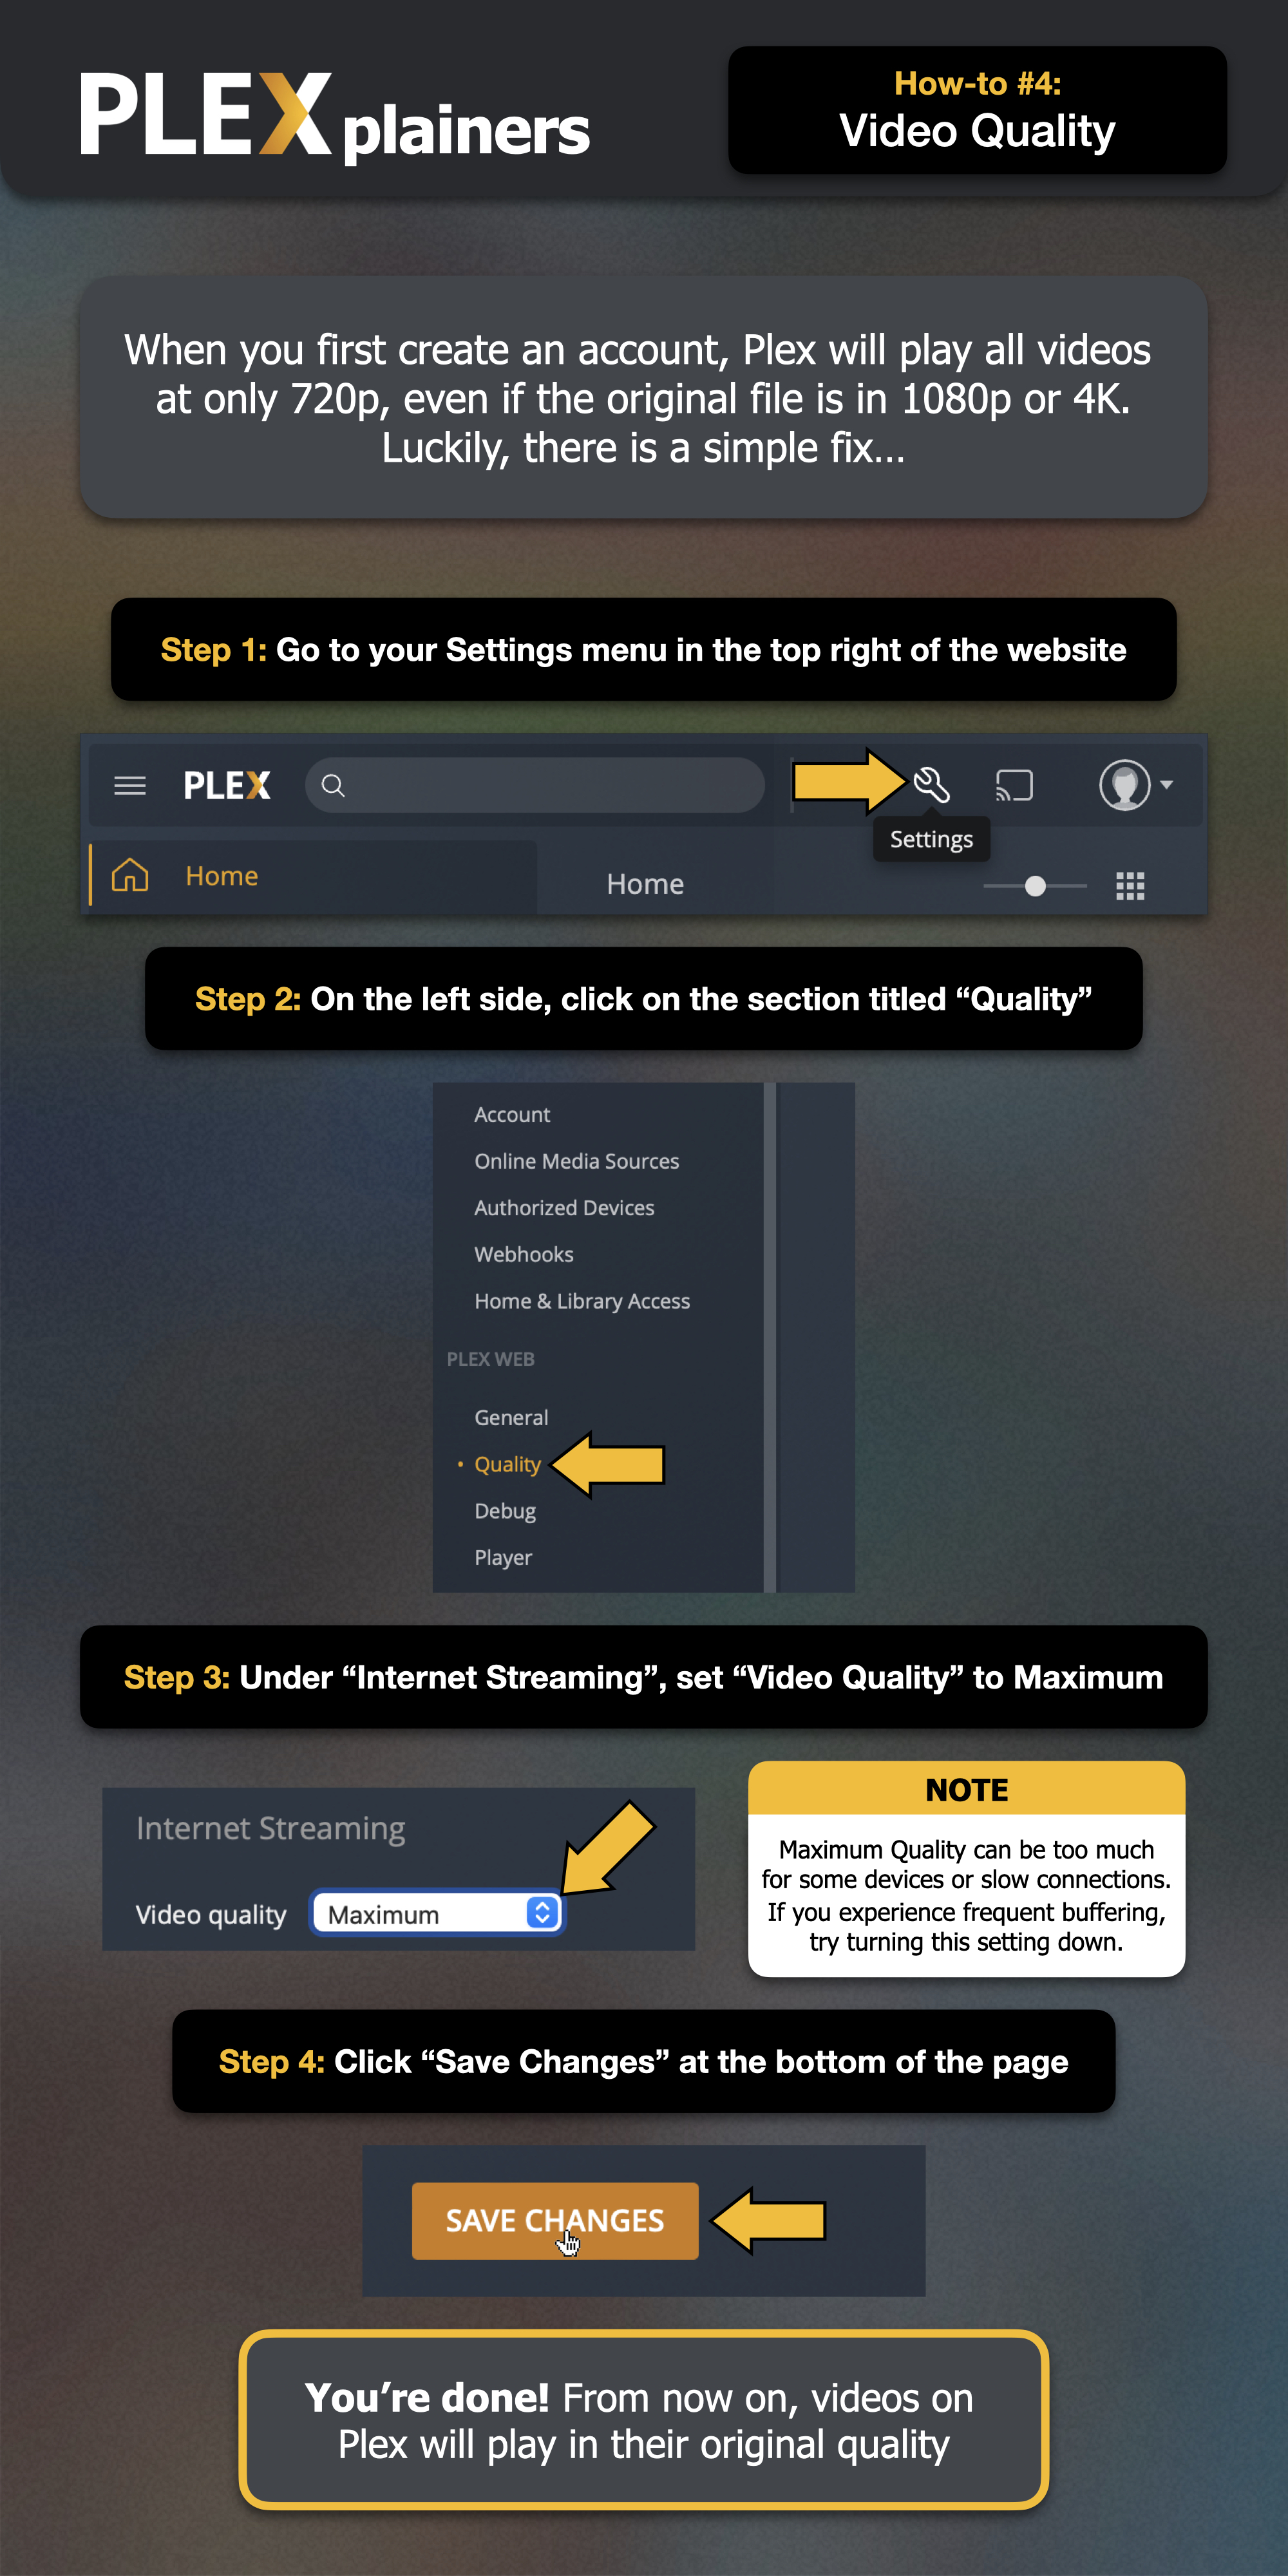 PLEXplainers
How-to #4:
Video Quality
When you first create an account, Plex will play all videos
at only 720p, even if the original file is in 1080p or 4K.
Luckily, there is a simple fix...
Step 1: Go to your Settings menu in the top right of the website
PLEX
Settings
Home
Home
Step 2: On the left side, click on the section titled “Quality”
Account
Online Media Sources
Authorized Devices
Webhooks
Home & Library Access
PLEX WEB
General
• Quality
Debug
Player
Step 3: Under “Internet Streaming”, set “Video Quality” to Maximum
Internet Streaming
Video quality Maximum
NOTE
Maximum Quality can be too much
for some devices or slow connections.
If you experience frequent buffering,
try turning this setting down.
Step 4: Click “Save Changes” at the bottom of the page
SAVE CHANGES
You’re done! From now on, videos on
Plex will play in their original quality